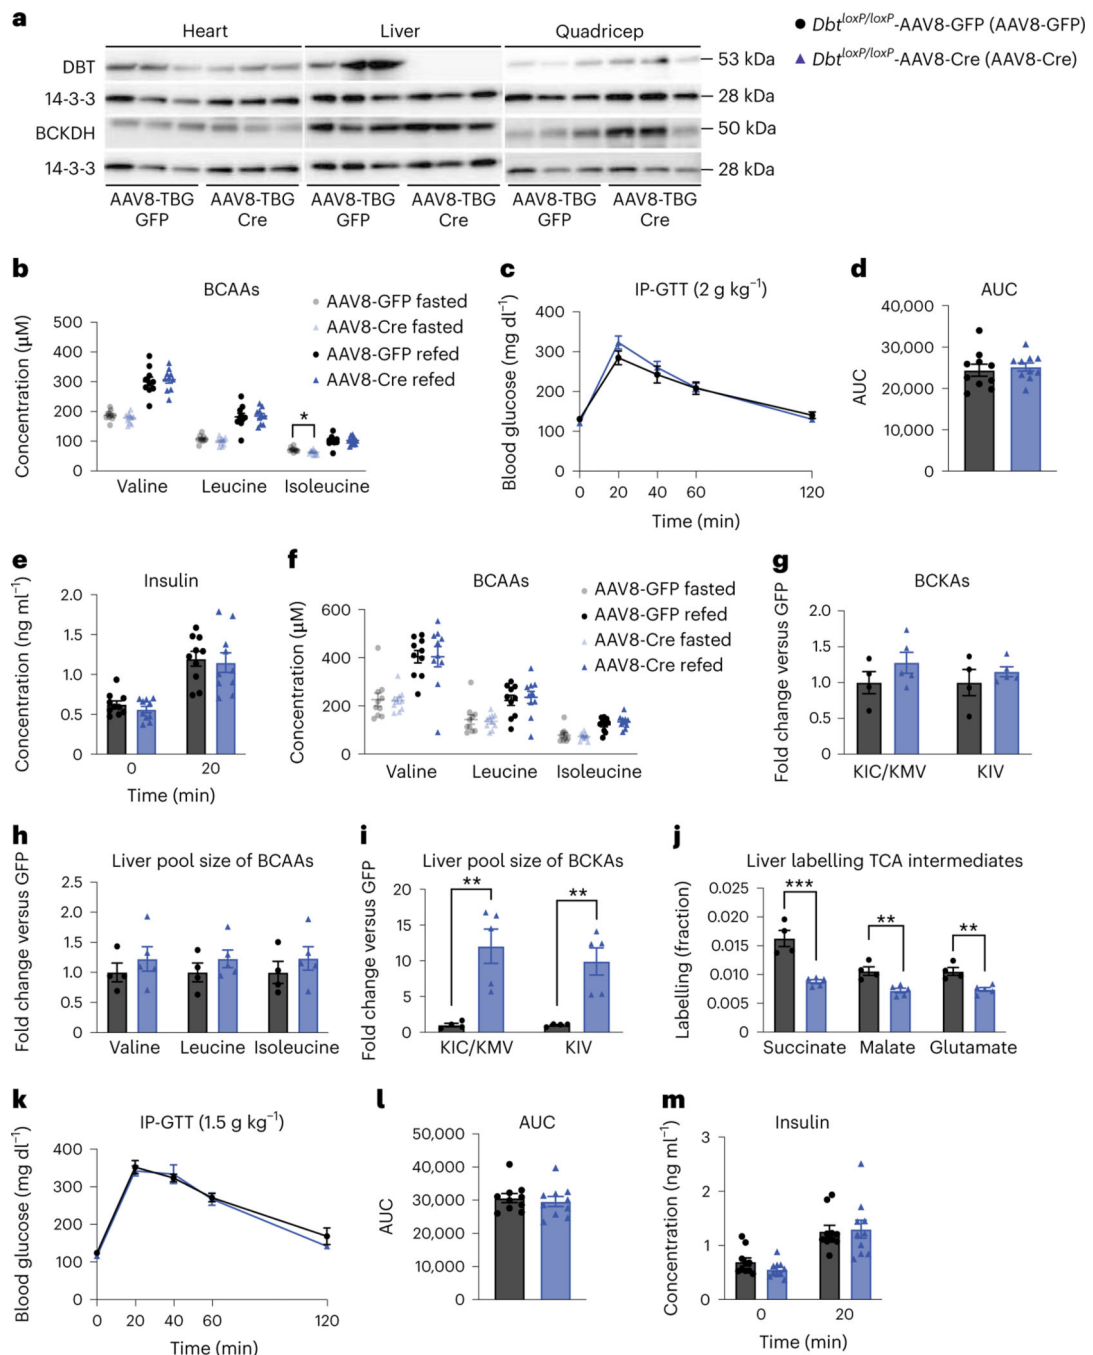 a
Heart Liver Quadricep
DBT
53 kDa
14-3-3
28 kDa
BCKDH
50 kDa
14-3-3
28 kDa
AAV8-TBG GFP
AAV8-TBG Cre
AAV8-TBG GFP
AAV8-TBG Cre
AAV8-TBG GFP
AAV8-TBG Cre
Dbt^loxP/loxP-AAV8-GFP (AAV8-GFP)
Dbt^loxP/loxP-AAV8-Cre (AAV8-Cre)
b
BCAAs
AAV8-GFP fasted
AAV8-Cre fasted
AAV8-GFP refed
AAV8-Cre refed
Concentration (μM)
500
400
300
200
100
0
*
Valine Leucine Isoleucine
c
IP-GTT (2 g kg⁻¹)
Blood glucose (mg dl⁻¹)
400
300
200
100
0
0 20 40 60 120
Time (min)
d
AUC
AUC
40,000
30,000
20,000
10,000
0
e
Insulin
Concentration (ng ml⁻¹)
2.0
1.5
1.0
0.5
0
0 20
Time (min)
f
BCAAs
AAV8-GFP fasted
AAV8-GFP refed
AAV8-Cre fasted
AAV8-Cre refed
Concentration (μM)
600
400
200
0
Valine Leucine Isoleucine
g
BCKAs
Fold change versus GFP
2.0
1.5
1.0
0.5
0
KIC/KMV KIV
h
Liver pool size of BCAAs
Fold change versus GFP
2.5
2.0
1.5
1.0
0.5
0
Valine Leucine Isoleucine
i
Liver pool size of BCKAs
Fold change versus GFP
20
15
10
5
0
** **
KIC/KMV KIV
j
Liver labelling TCA intermediates
Labelling (fraction)
0.025
0.020
0.015
0.010
0.005
0
*** ** **
Succinate Malate Glutamate
k
IP-GTT (1.5 g kg⁻¹)
Blood glucose (mg dl⁻¹)
400
300
200
100
0
0 20 40 60 120
Time (min)
l
AUC
AUC
50,000
40,000
30,000
20,000
10,000
0
m
Insulin
Concentration (ng ml⁻¹)
3
2
1
0
0 20
Time (min)